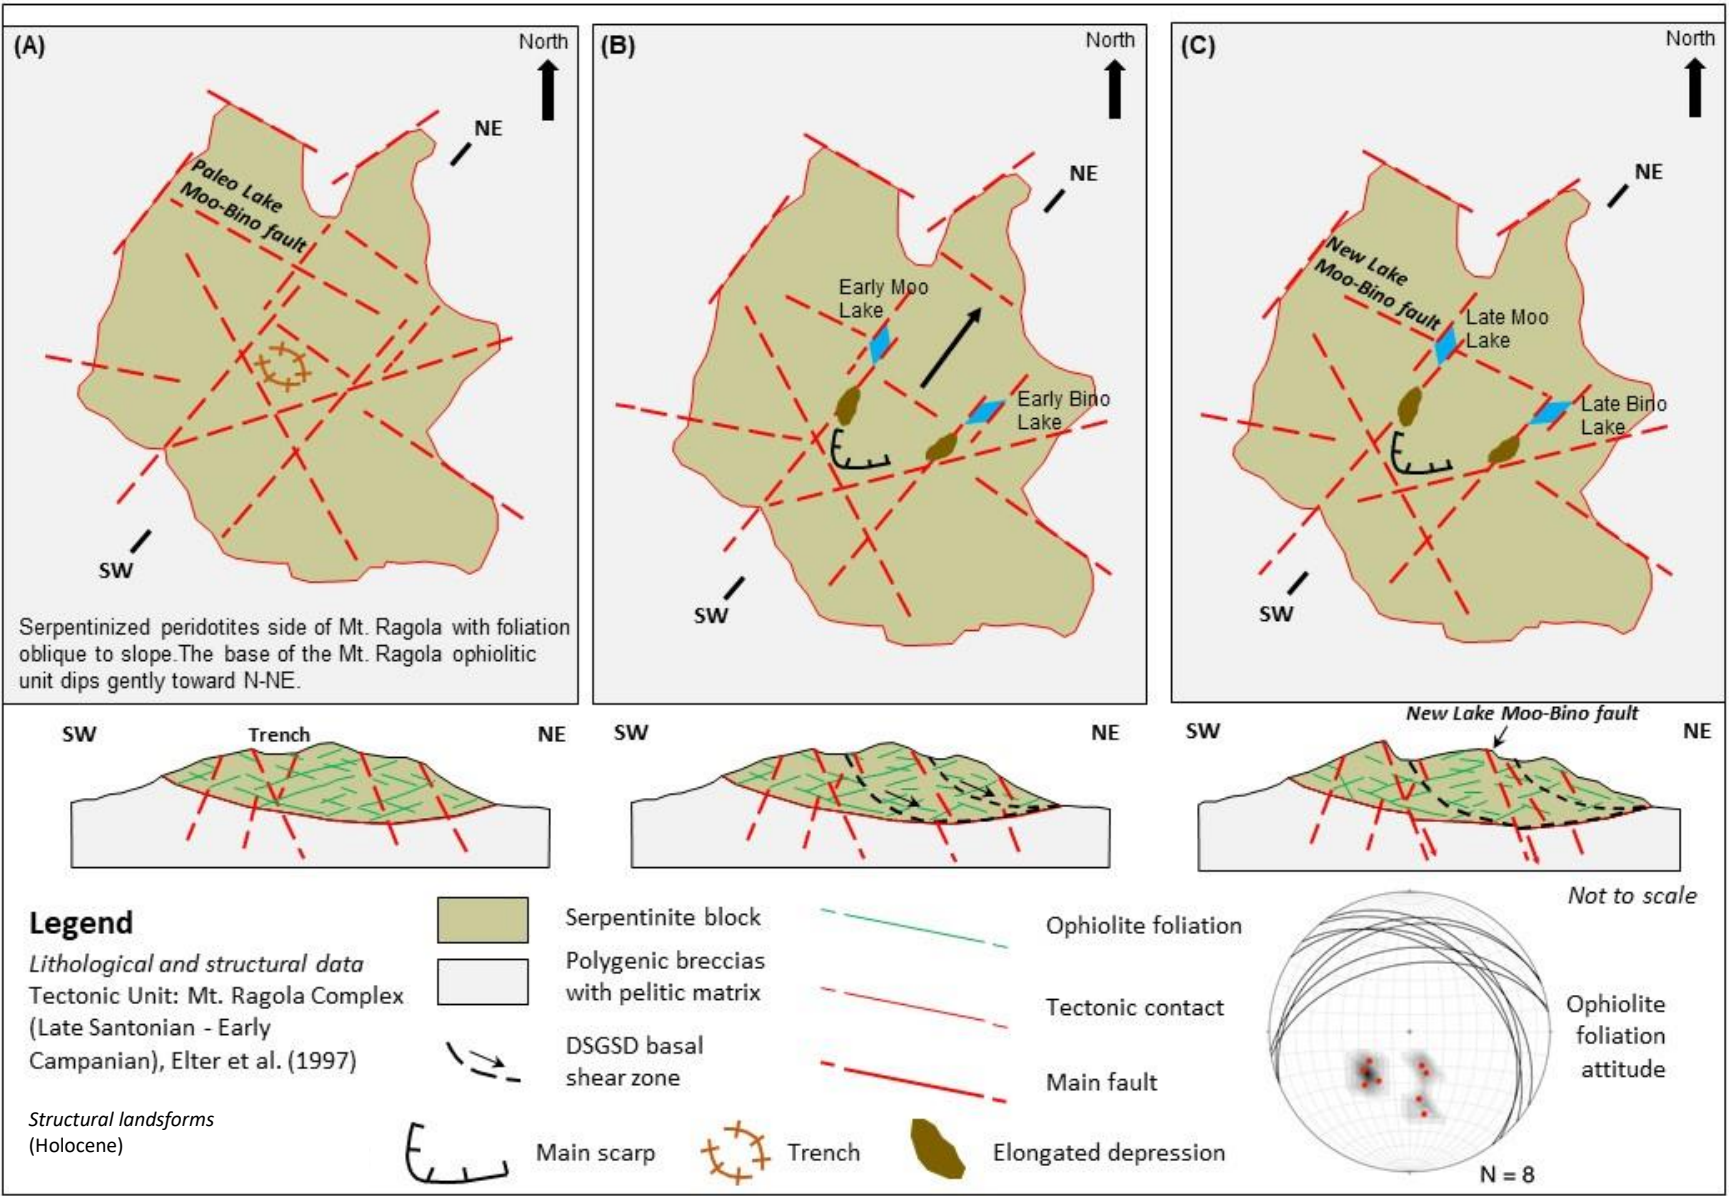 (A)
North
NE
Paleo Lake
Moo-Bino fault
SW
Serpentinized peridotites side of Mt. Ragola with foliation
oblique to slope.The base of the Mt. Ragola ophiolitic
unit dips gently toward N-NE.
(B)
North
NE
Early Moo
Lake
Early Bino
Lake
SW
(C)
North
NE
New Lake
Moo-Bino fault
Late Moo
Lake
Late Bino
Lake
SW
SW
Trench
NE
SW
NE
New Lake Moo-Bino fault
SW
NE
Not to scale
Legend
Lithological and structural data
Tectonic Unit: Mt. Ragola Complex
(Late Santonian - Early
Campanian), Elter et al. (1997)
Structural landsforms
(Holocene)
Serpentinite block
Polygenic breccias
with pelitic matrix
DSGSD basal
shear zone
Ophiolite foliation
Tectonic contact
Main fault
Main scarp
Trench
Elongated depression
Ophiolite
foliation
attitude
N = 8